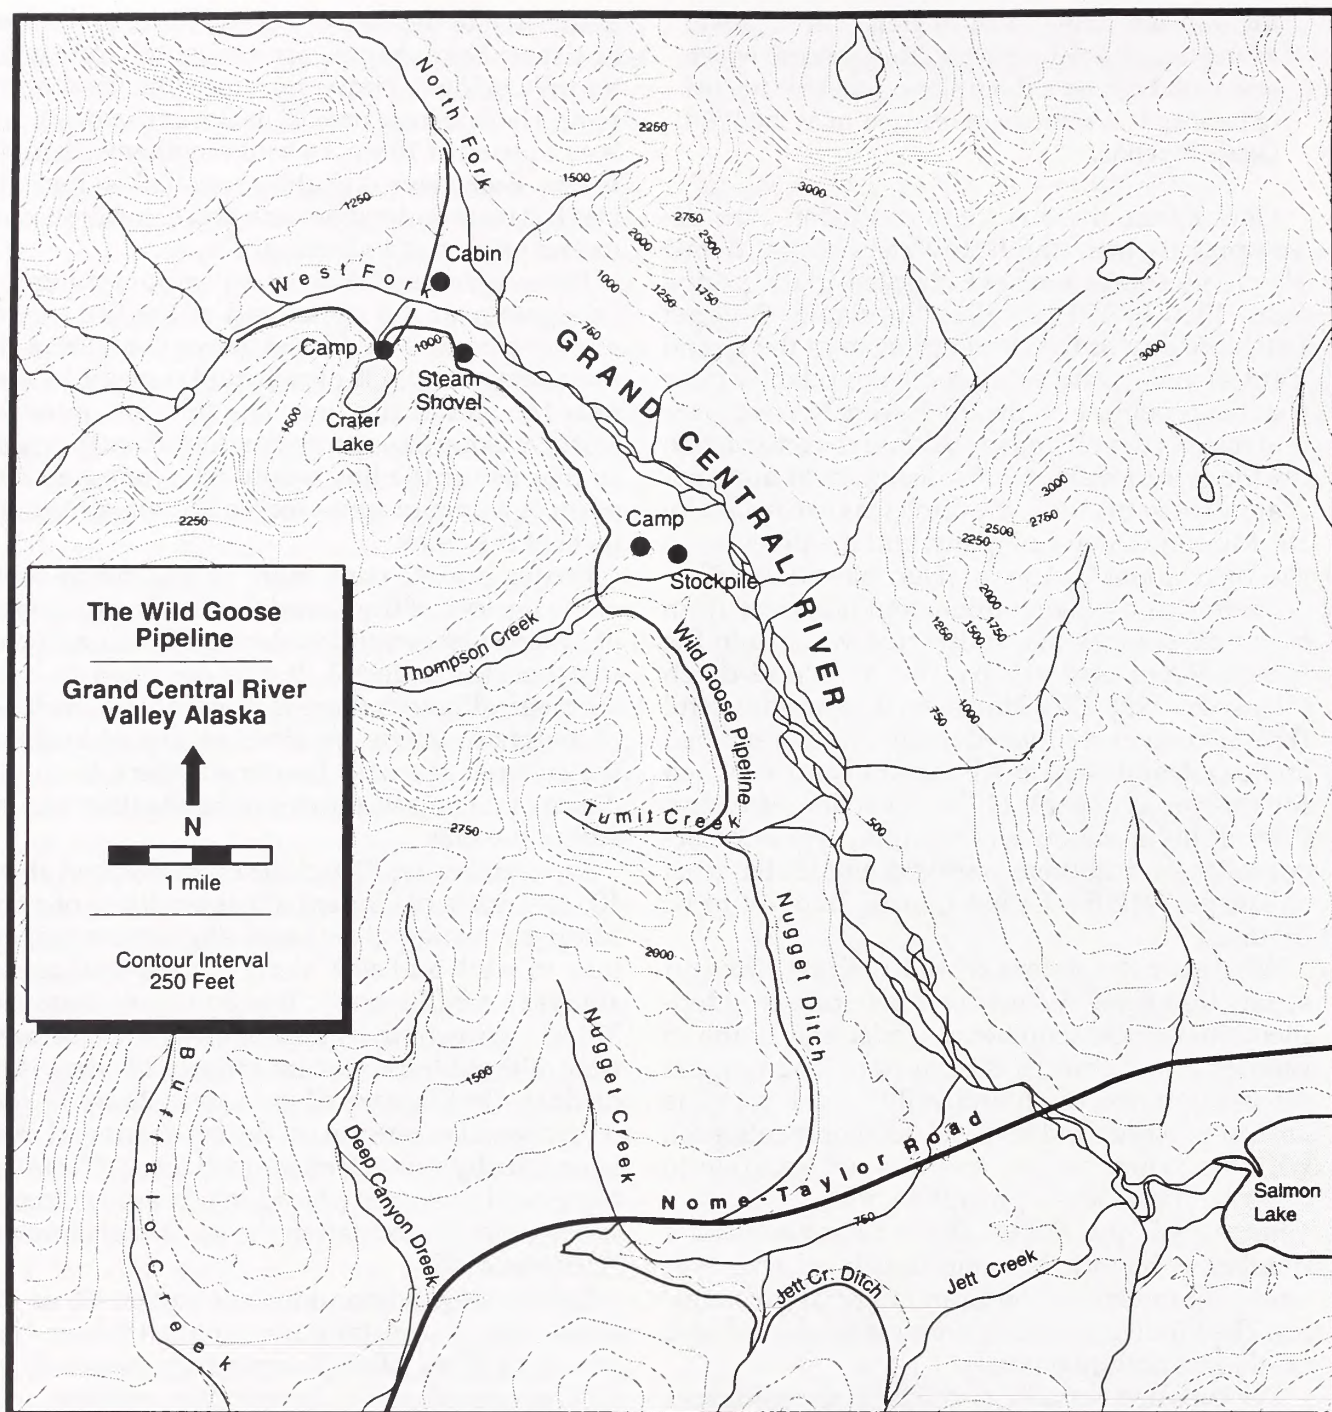 North Fork
2250
1500
1250
3000
2750
2500
2000
Cabin
West Fork
1000
1250
1750
750
GRAND CENTRAL RIVER
Camp
1000
Steam
Shovel
3000
1500
Crater
Lake
3000
2750
2500
2250
2250
Camp
Stockpile
2000
1750
1500
1250
The Wild Goose
Pipeline
Grand Central River
Valley Alaska
N
1 mile
Contour Interval
250 Feet
Thompson Creek
Wild Goose Pipeline
1000
750
Tumit Creek
2750
500
Nugget Ditch
2000
Nugget Creek
1500
Buffalo Creek
Deep Canyon Dreek
Nome-Taylor Road
Salmon
Lake
750
Jett Creek
Jett Cr. Ditch